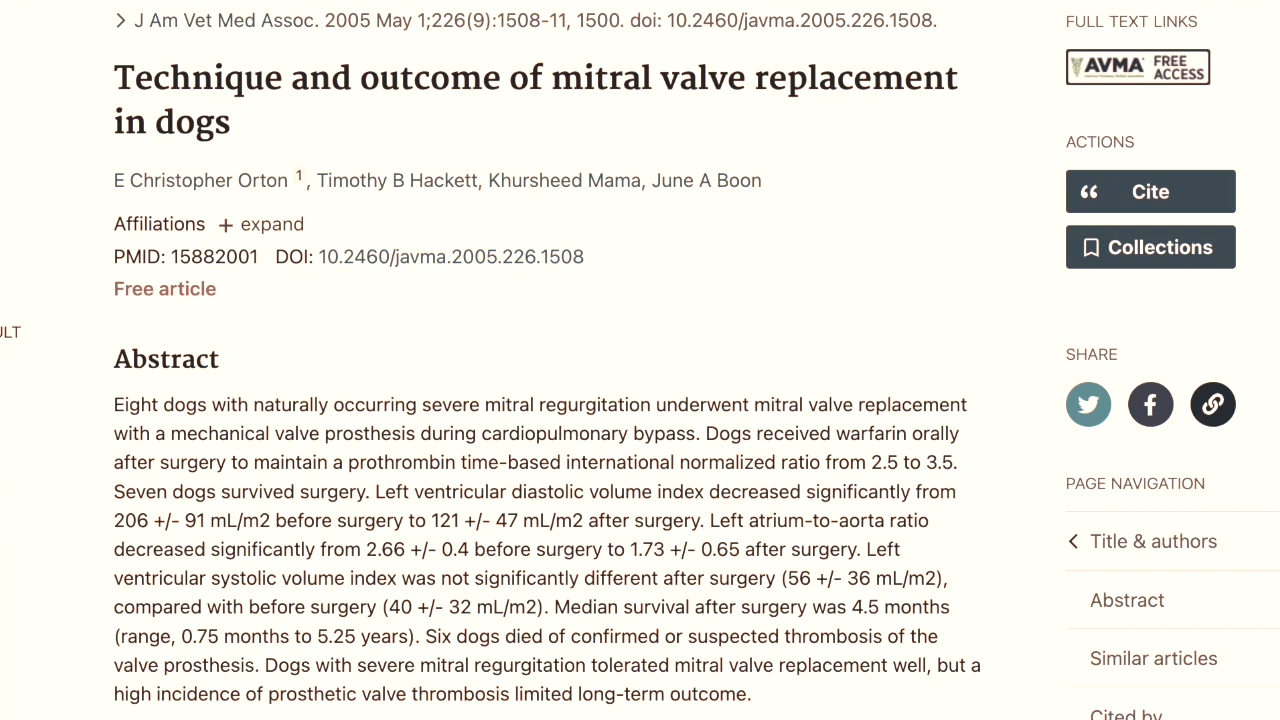 J Am Vet Med Assoc. 2005 May 1;226(9):1508-11, 1500. doi: 10.2460/javma.2005.226.1508.
Technique and outcome of mitral valve replacement
in dogs
E Christopher Orton 1, Timothy B Hackett, Khursheed Mama, June A Boon
Affiliations + expand
PMID: 15882001 DOI: 10.2460/javma.2005.226.1508
Free article
ULT
Abstract
Eight dogs with naturally occurring severe mitral regurgitation underwent mitral valve replacement
with a mechanical valve prosthesis during cardiopulmonary bypass. Dogs received warfarin orally
after surgery to maintain a prothrombin time-based international normalized ratio from 2.5 to 3.5.
Seven dogs survived surgery. Left ventricular diastolic volume index decreased significantly from
206 +/- 91 mL/m2 before surgery to 121 +/- 47 mL/m2 after surgery. Left atrium-to-aorta ratio
decreased significantly from 2.66 +/- 0.4 before surgery to 1.73 +/- 0.65 after surgery. Left
ventricular systolic volume index was not significantly different after surgery (56 +/- 36 mL/m2),
compared with before surgery (40 +/- 32 mL/m2). Median survival after surgery was 4.5 months
(range, 0.75 months to 5.25 years). Six dogs died of confirmed or suspected thrombosis of the
valve prosthesis. Dogs with severe mitral regurgitation tolerated mitral valve replacement well, but a
high incidence of prosthetic valve thrombosis limited long-term outcome.
FULL TEXT LINKS
AVMA FREE
ACCESS
ACTIONS
Cite
Collections
SHARE
PAGE NAVIGATION
Title & authors
Abstract
Similar articles
Cited by